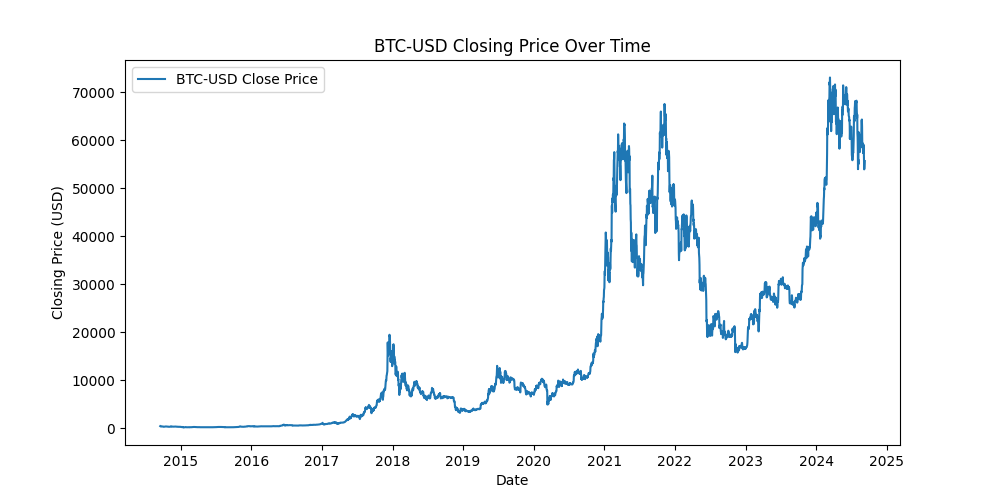 BTC-USD Closing Price Over Time
BTC-USD Close Price
Closing Price (USD)
70000
60000
50000
40000
30000
20000
10000
0
2015 2016 2017 2018 2019 2020 2021 2022 2023 2024 2025
Date